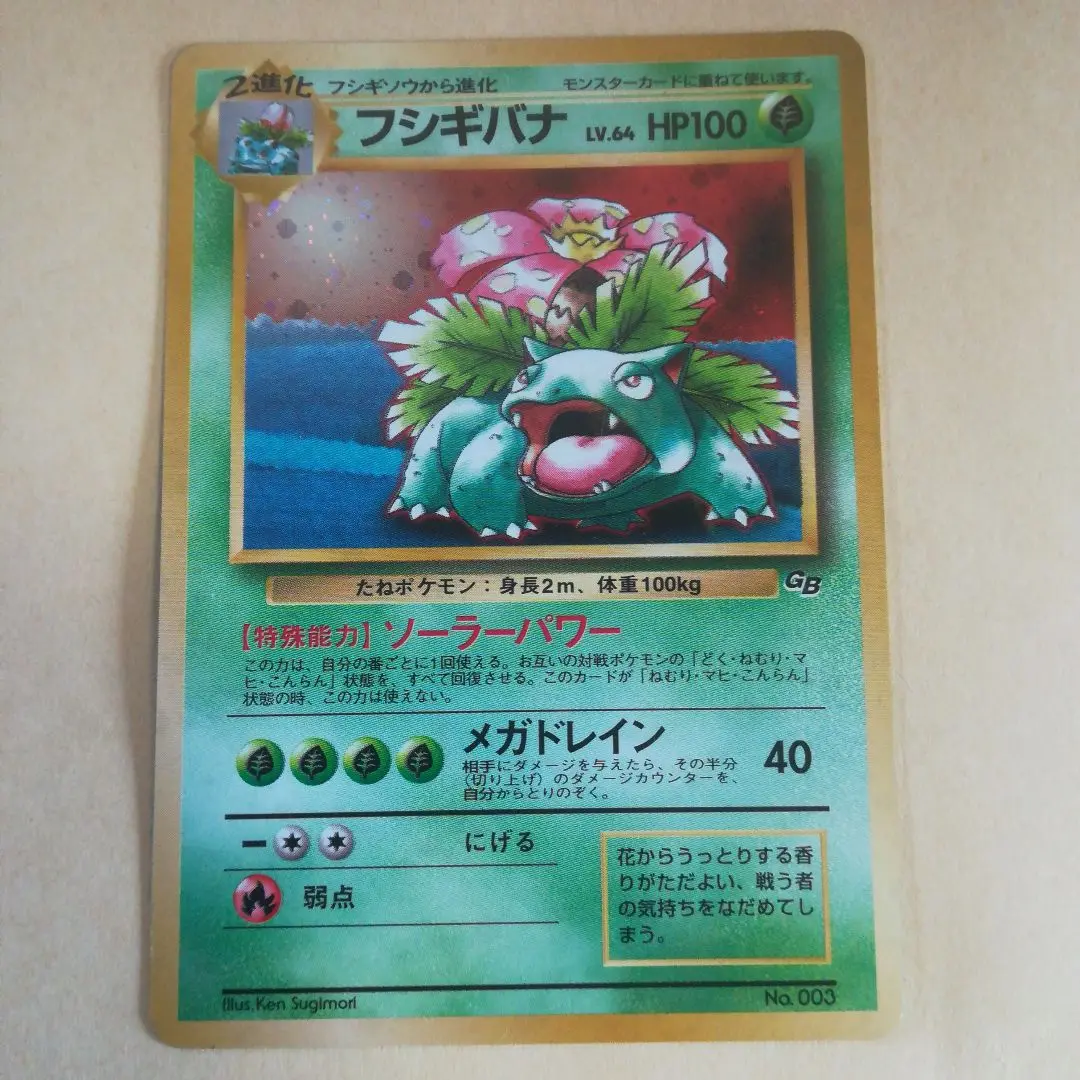 2進化 フシギソウから進化 モンスターカードに重ねて使います。
フシギバナ LV.64 HP100
たねポケモン：身長2m、体重100kg
GB
【特殊能力】ソーラーパワー
この力は、自分の番ごとに1回使える。お互いの対戦ポケモンの「どく・ねむり・マ
ヒ・こんらん」状態を、すべて回復させる。このカードが「ねむり・マヒ・こんらん」
状態の時、この力は使えない。
メガドレイン 40
相手にダメージを与えたら、その半分
（切り上げ）のダメージカウンターを、
自分からとりのぞく。
ー にげる
弱点
花からうっとりする香
りがただよい、戦う者
の気持ちをなだめてし
まう。
Illus.Ken Sugimori
No. 003